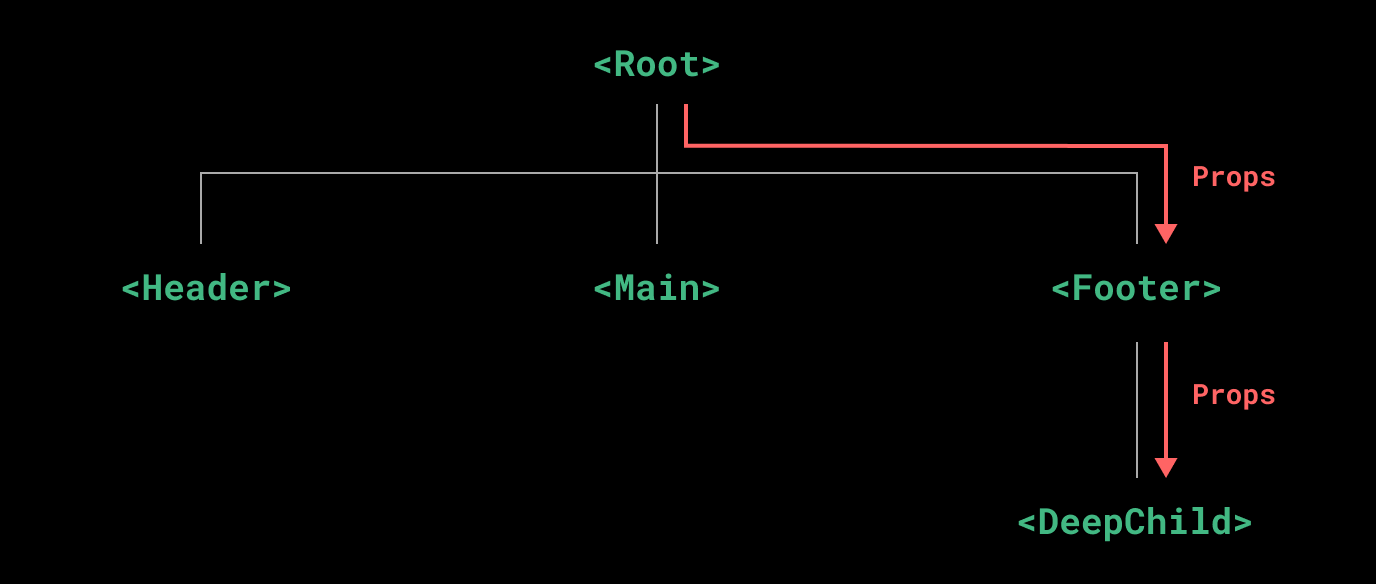 <Root>
Props
<Header>
<Main>
<Footer>
Props
<DeepChild>